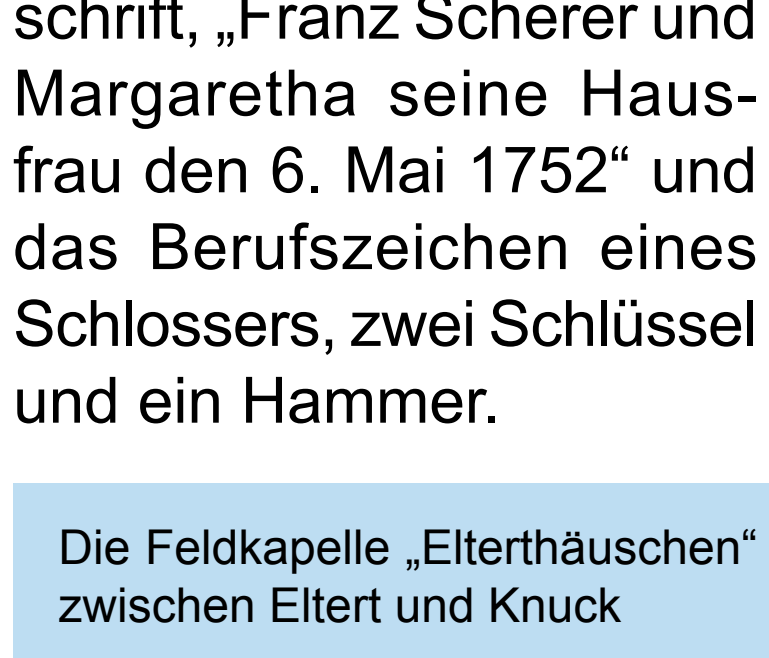 schrift, „Franz Scherer und
Margaretha seine Haus-
frau den 6. Mai 1752“ und
das Berufszeichen eines
Schlossers, zwei Schlüssel
und ein Hammer.
Die Feldkapelle „Elterthäuschen“
zwischen Eltert und Knuck